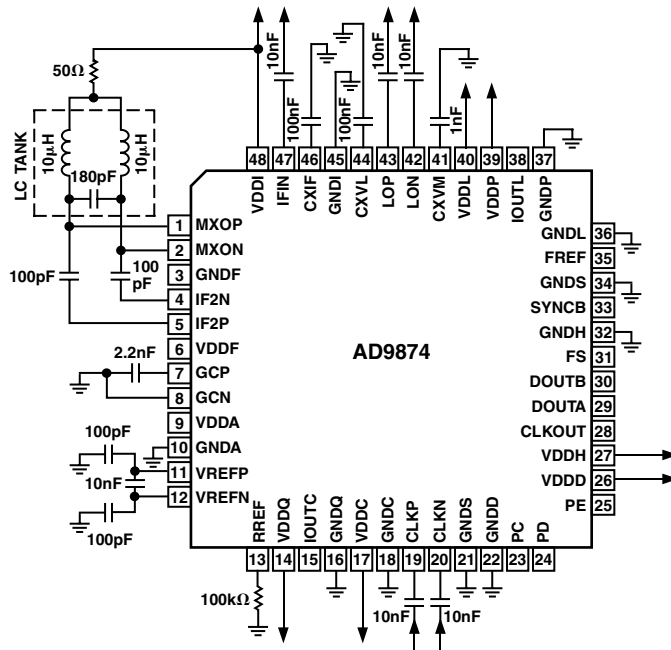 50Ω
LC TANK
10µH
10µH
180pF
100pF
100
pF
10nF
100nF
100nF
10nF
10nF
1nF
48 47 46 45 44 43 42 41 40 39 38 37
VDDI IFIN CXIF GNDI CXVL LOP LON CXVM VDDL VDDP IOUTL GNDP
1 MXOP
2 MXON
3 GNDF
4 IF2N
5 IF2P
6 VDDF
2.2nF
7 GCP
8 GCN
9 VDDA
10 GNDA
100pF
11 VREFP
10nF
12 VREFN
100pF
AD9874
GNDL 36
FREF 35
GNDS 34
SYNCB 33
GNDH 32
FS 31
DOUTB 30
DOUTA 29
CLKOUT 28
VDDH 27
VDDD 26
PE 25
RREF VDDQ IOUTC GNDQ VDDC GNDC CLKP CLKN GNDS GNDD PC PD
13 14 15 16 17 18 19 20 21 22 23 24
100kΩ
10nF
10nF